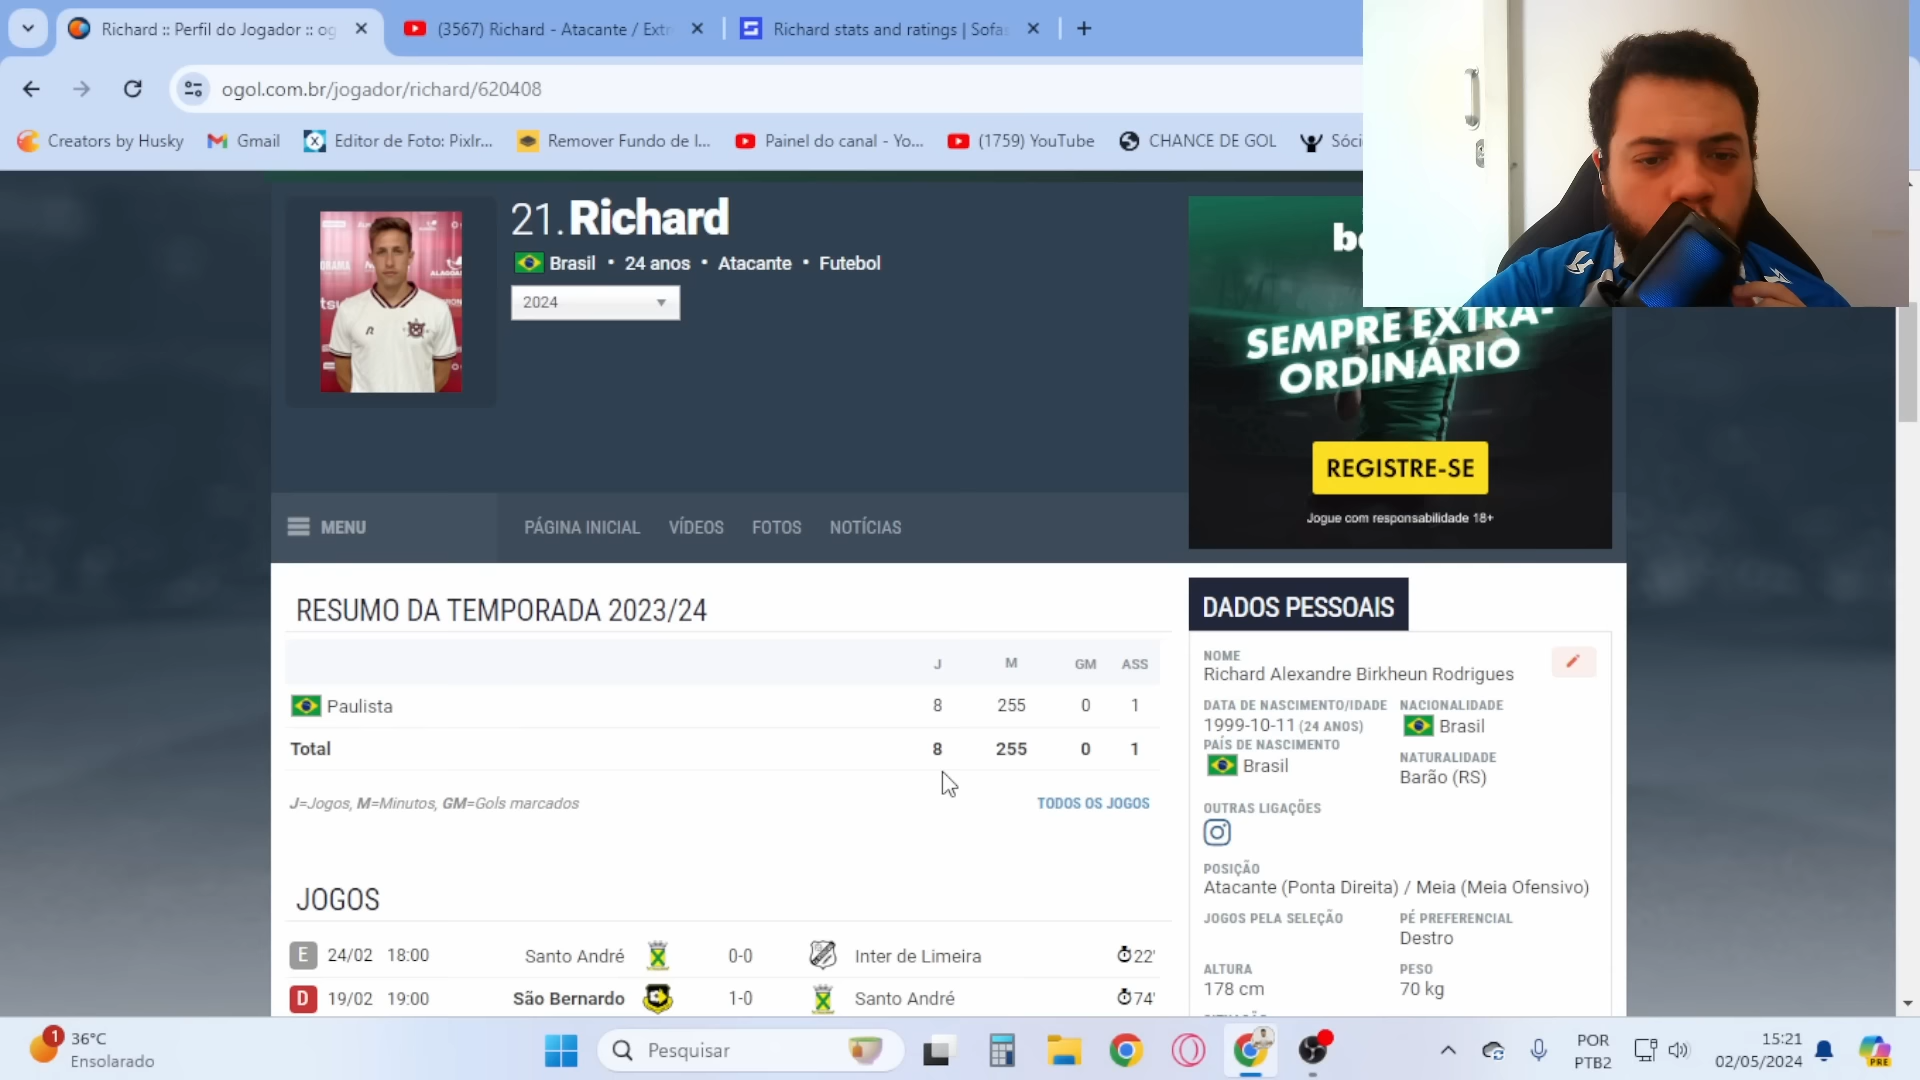 Richard :: Perfil do Jogador :: og
(3567) Richard - Atacante / Extr
Richard stats and ratings | Sofas
ogol.com.br/jogador/richard/620408
Creators by Husky
Gmail
Editor de Foto: Pixlr...
Remover Fundo de I...
Painel do canal - Yo...
(1759) YouTube
CHANCE DE GOL
Sóci
21.Richard
Brasil • 24 anos • Atacante • Futebol
2024
SEMPRE EXTRA-
ORDINÁRIO
REGISTRE-SE
Jogue com responsabilidade 18+
MENU
PÁGINA INICIAL VÍDEOS FOTOS NOTÍCIAS
RESUMO DA TEMPORADA 2023/24
J M GM ASS
Paulista 8 255 0 1
Total 8 255 0 1
J=Jogos, M=Minutos, GM=Gols marcados
TODOS OS JOGOS
JOGOS
E 24/02 18:00 Santo André 0-0 Inter de Limeira 22'
D 19/02 19:00 São Bernardo 1-0 Santo André 74'
DADOS PESSOAIS
NOME
Richard Alexandre Birkheun Rodrigues
DATA DE NASCIMENTO/IDADE
1999-10-11 (24 ANOS)
NACIONALIDADE
Brasil
PAÍS DE NASCIMENTO
Brasil
NATURALIDADE
Barão (RS)
OUTRAS LIGAÇÕES
POSIÇÃO
Atacante (Ponta Direita) / Meia (Meia Ofensivo)
JOGOS PELA SELEÇÃO
PÉ PREFERENCIAL
Destro
ALTURA
178 cm
PESO
70 kg
1
36°C
Ensolarado
Pesquisar
POR
PTB2
15:21
02/05/2024
PRE